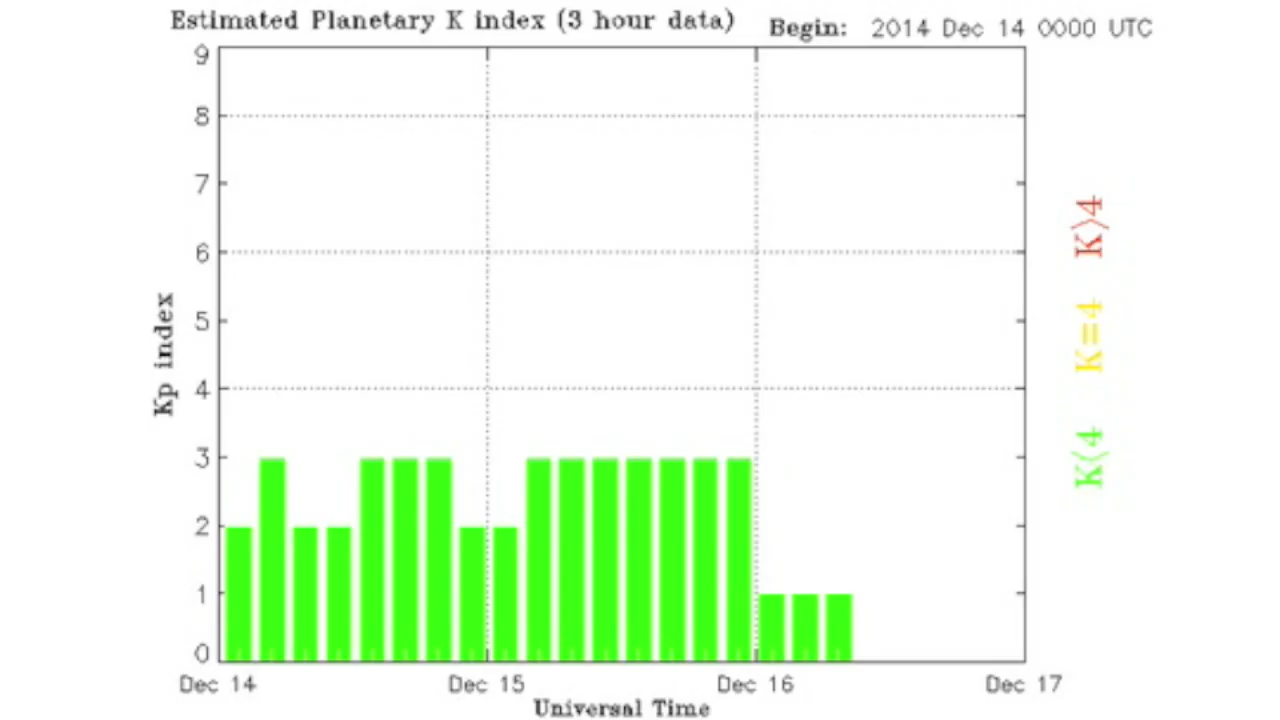 Estimated Planetary K index (3 hour data)
Begin: 2014 Dec 14 0000 UTC
9
8
7
6
5
4
3
2
1
0
Kp index
Dec 14
Dec 15
Dec 16
Dec 17
Universal Time
K>4
K=4
K<4